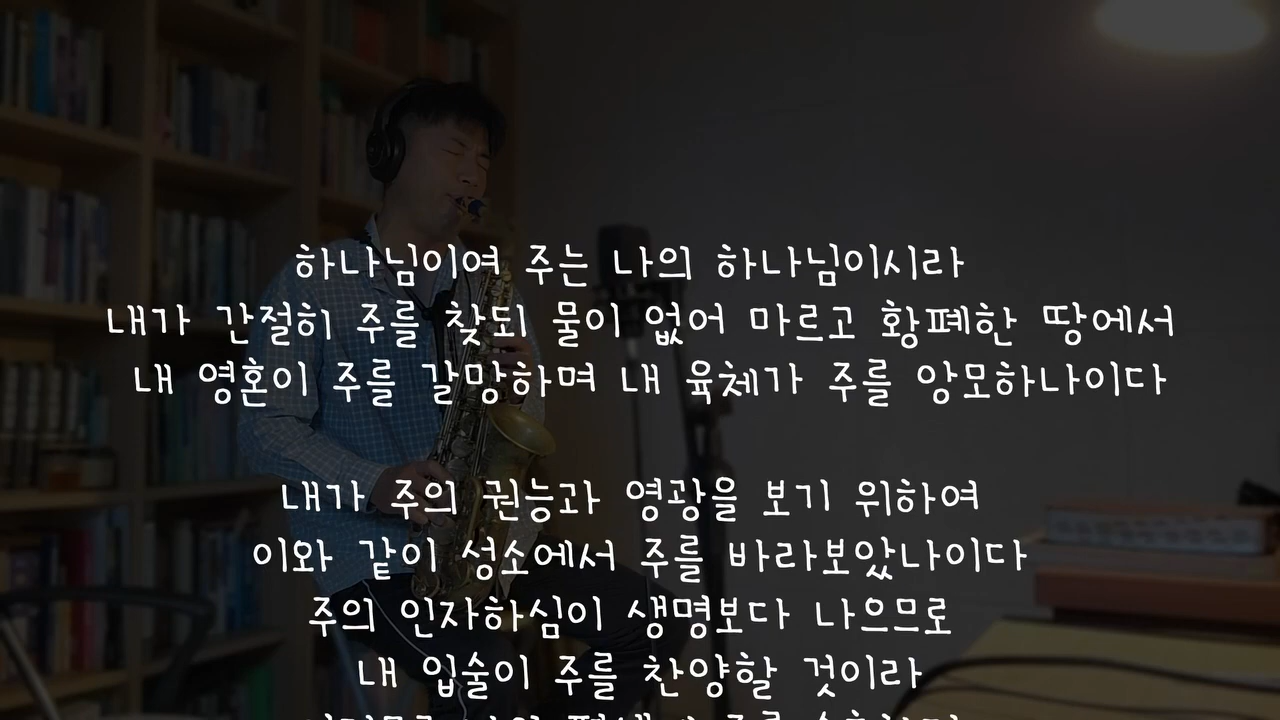 하나님이여 주는 나의 하나님이시라
내가 간절히 주를 찾되 물이 없어 마르고 황폐한 땅에서
내 영혼이 주를 갈망하며 내 육체가 주를 앙모하나이다
내가 주의 권능과 영광을 보기 위하여
이와 같이 성소에서 주를 바라보았나이다
주의 인자하심이 생명보다 나으므로
내 입술이 주를 찬양할 것이라